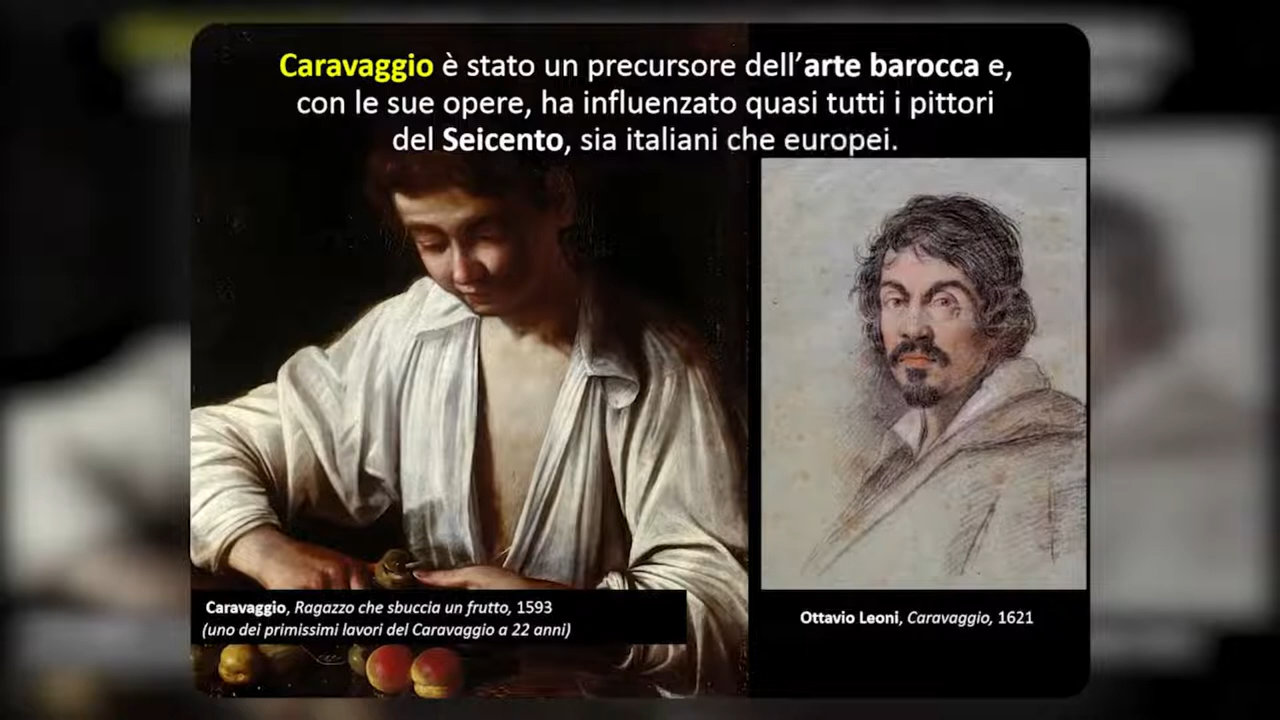 Caravaggio è stato un precursore dell’arte barocca e,
con le sue opere, ha influenzato quasi tutti i pittori
del Seicento, sia italiani che europei.
Caravaggio, Ragazzo che sbuccia un frutto, 1593
(uno dei primissimi lavori del Caravaggio a 22 anni)
Ottavio Leoni, Caravaggio, 1621